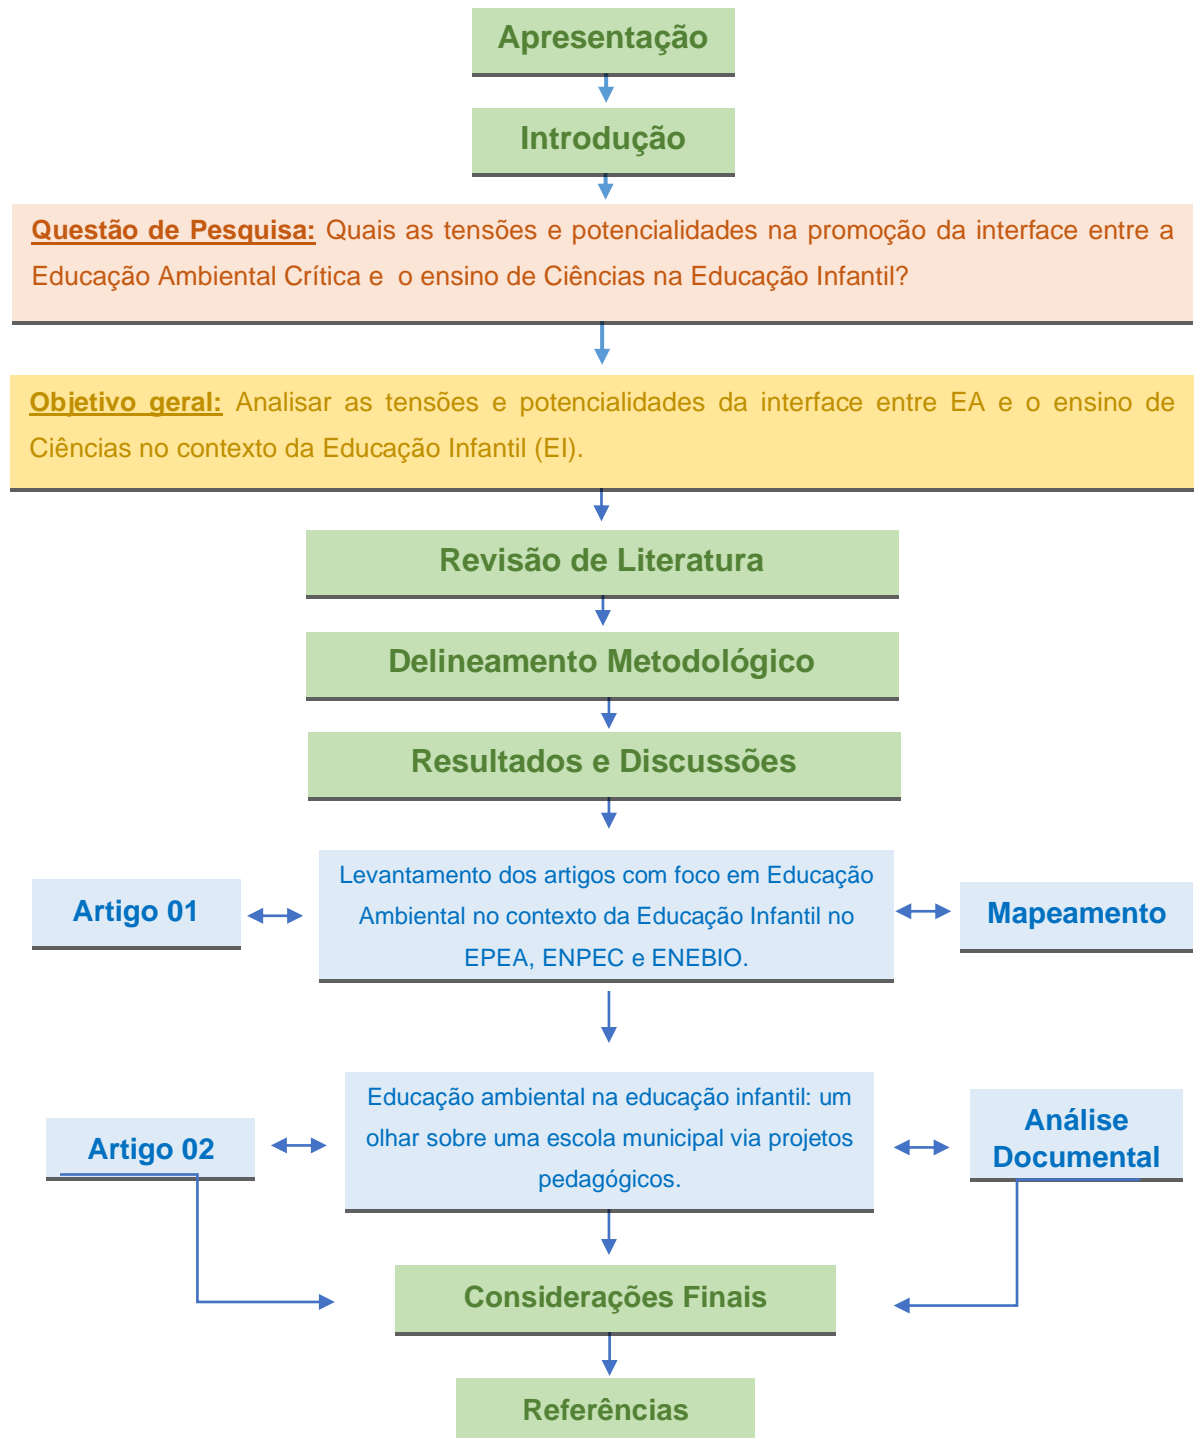 Apresentação
Introdução
Questão de Pesquisa: Quais as tensões e potencialidades na promoção da interface entre a
Educação Ambiental Crítica e o ensino de Ciências na Educação Infantil?
Objetivo geral: Analisar as tensões e potencialidades da interface entre EA e o ensino de
Ciências no contexto da Educação Infantil (EI).
Revisão de Literatura
Delineamento Metodológico
Resultados e Discussões
Artigo 01
Levantamento dos artigos com foco em Educação
Ambiental no contexto da Educação Infantil no
EPEA, ENPEC e ENEBIO.
Mapeamento
Artigo 02
Educação ambiental na educação infantil: um
olhar sobre uma escola municipal via projetos
pedagógicos.
Análise
Documental
Considerações Finais
Referências